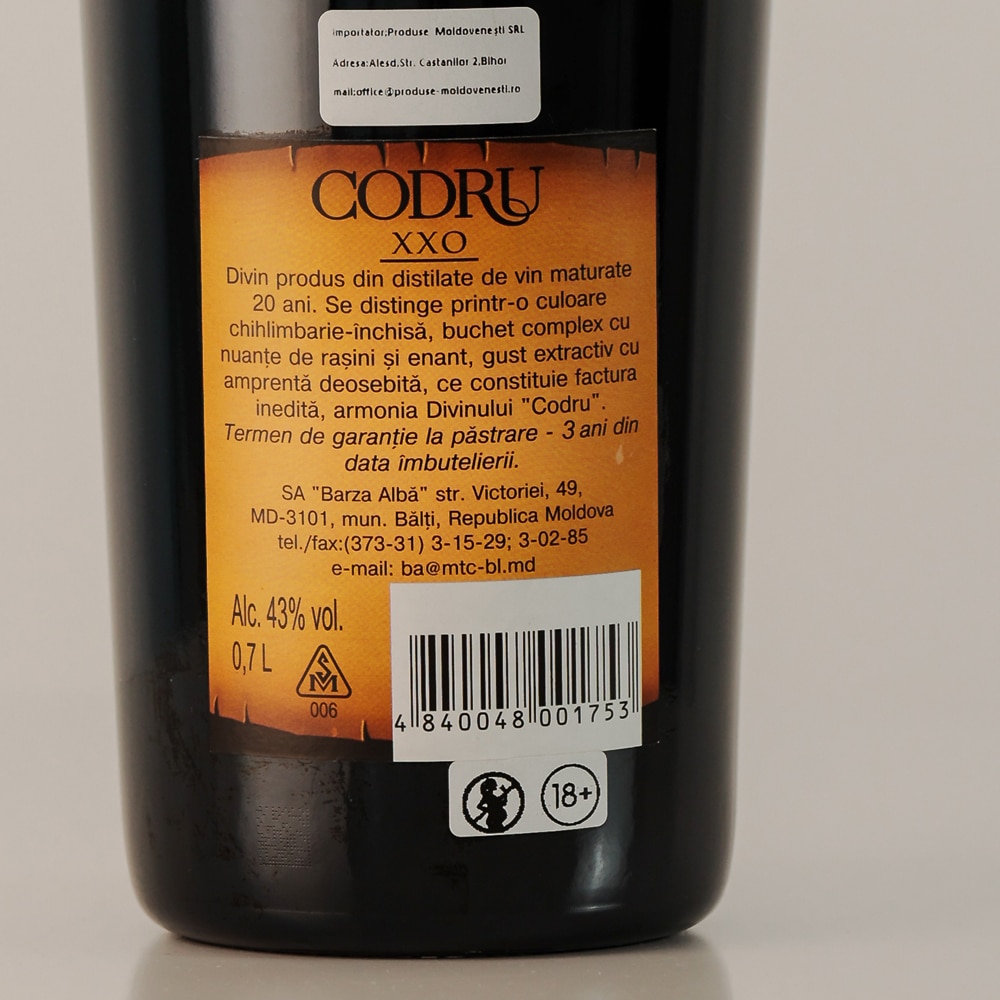 Importator:Produse Moldovenești SRL
Adresa:Alesd,Str. Castanilor 2,Bihor
mail:office@produse-moldovenesti.ro
CODRU
XXO
Divin produs din distilate de vin maturate
20 ani. Se distinge printr-o culoare
chihlimbarie-închisă, buchet complex cu
nuanțe de rașini și enant, gust extractiv cu
amprentă deosebită, ce constituie factura
inedită, armonia Divinului "Codru".
Termen de garanție la păstrare - 3 ani din
data îmbutelierii.
SA "Barza Albă" str. Victoriei, 49,
MD-3101, mun. Bălți, Republica Moldova
tel./fax:(373-31) 3-15-29; 3-02-85
e-mail: ba@mtc-bl.md
Alc. 43% vol.
0,7 L
SM
006
4 840048 001753
18+